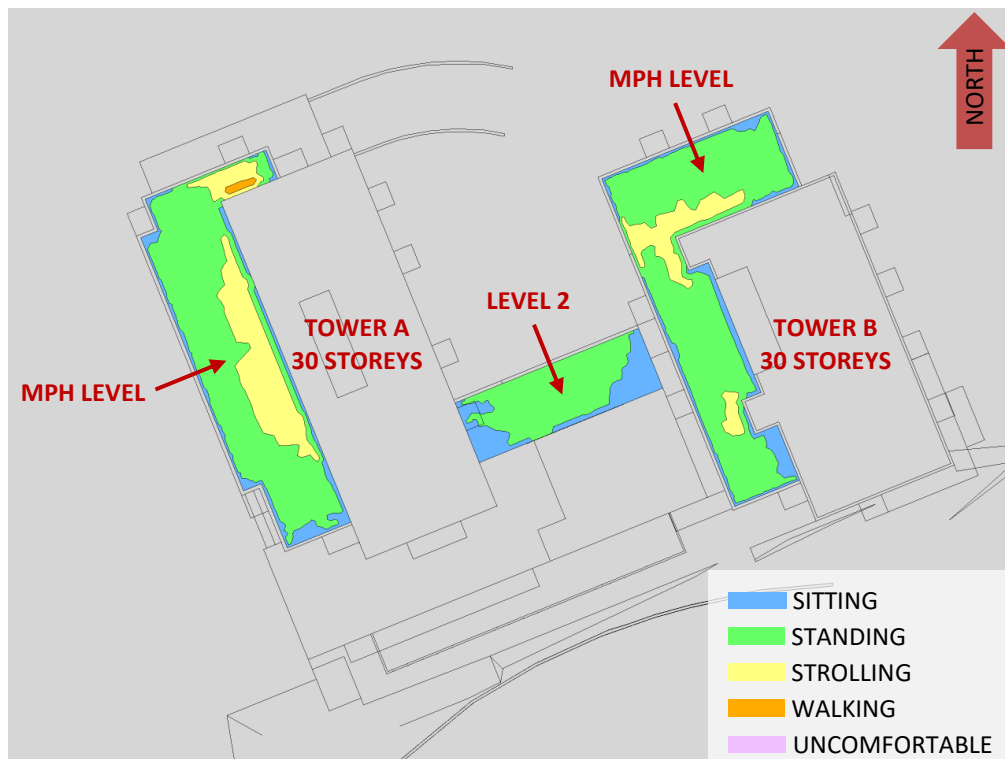 NORTH
MPH LEVEL
LEVEL 2
TOWER A
30 STOREYS
TOWER B
30 STOREYS
MPH LEVEL
SITTING
STANDING
STROLLING
WALKING
UNCOMFORTABLE